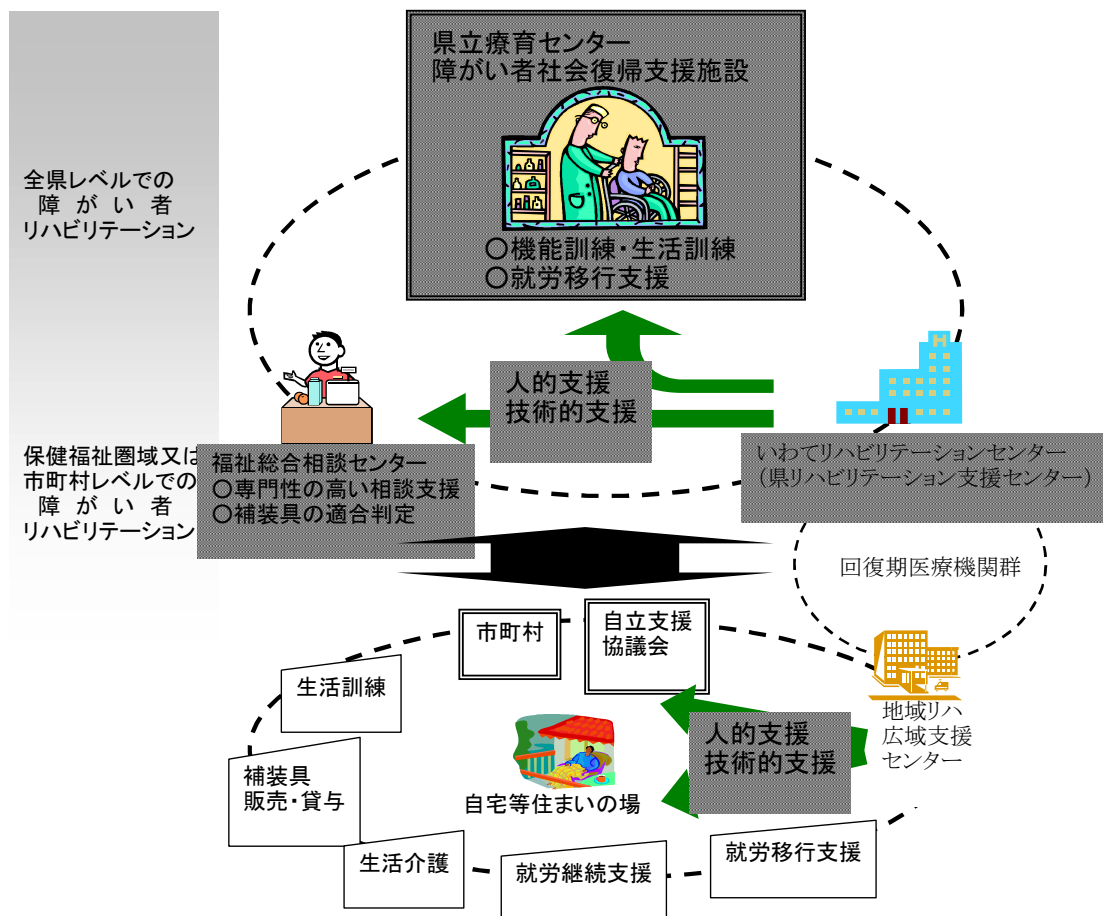 県立療育センター
障がい者社会復帰支援施設
H
○機能訓練・生活訓練
○就労移行支援
全県レベルでの
障がい者
リハビリテーション
人的支援
技術的支援
保健福祉圏域又は
市町村レベルでの
障がい者
リハビリテーション
福祉総合相談センター
○専門性の高い相談支援
○補装具の適合判定
いわてリハビリテーションセンター
（県リハビリテーション支援センター）
回復期医療機関群
市町村
自立支援
協議会
生活訓練
地域リハ
広域支援
センター
人的支援
技術的支援
補装具
販売・貸与
自宅等住まいの場
生活介護
就労継続支援
就労移行支援